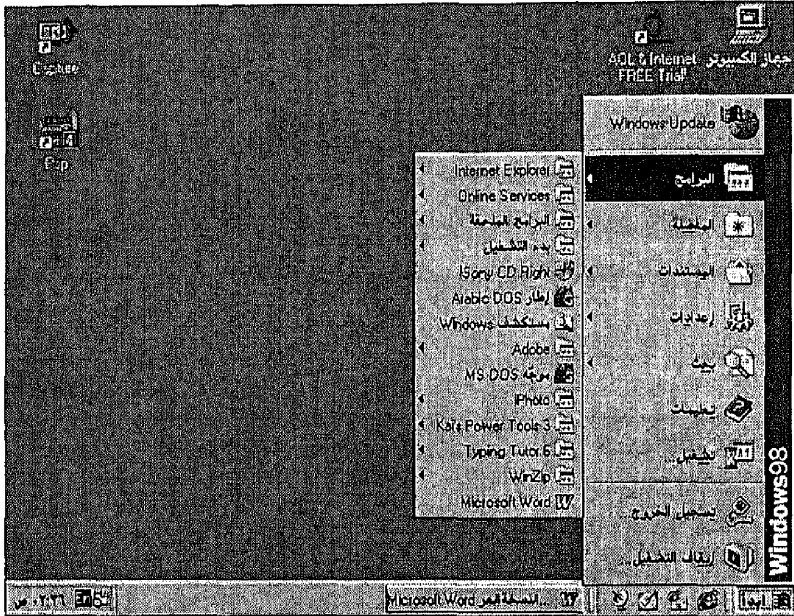 Capture
جهاز الكمبيوتر
AOL & Internet
FREE Trial!
Windows Update
البرامج
المفضلة
المستندات
إعدادات
بحث
تعليمات
تشغيل...
تسجيل الخروج...
إيقاف التشغيل...
Windows98
Internet Explorer
Online Services
البرامج الملحقة
بدء التشغيل
Sony CD Right
إطار Arabic DOS
مستكشف Windows
Adobe
موجه MS-DOS
iPhoto
Kai's Power Tools 3
Typing Tutor 6
WinZip
Microsoft Word
ابدأ
Microsoft Word
En
ص